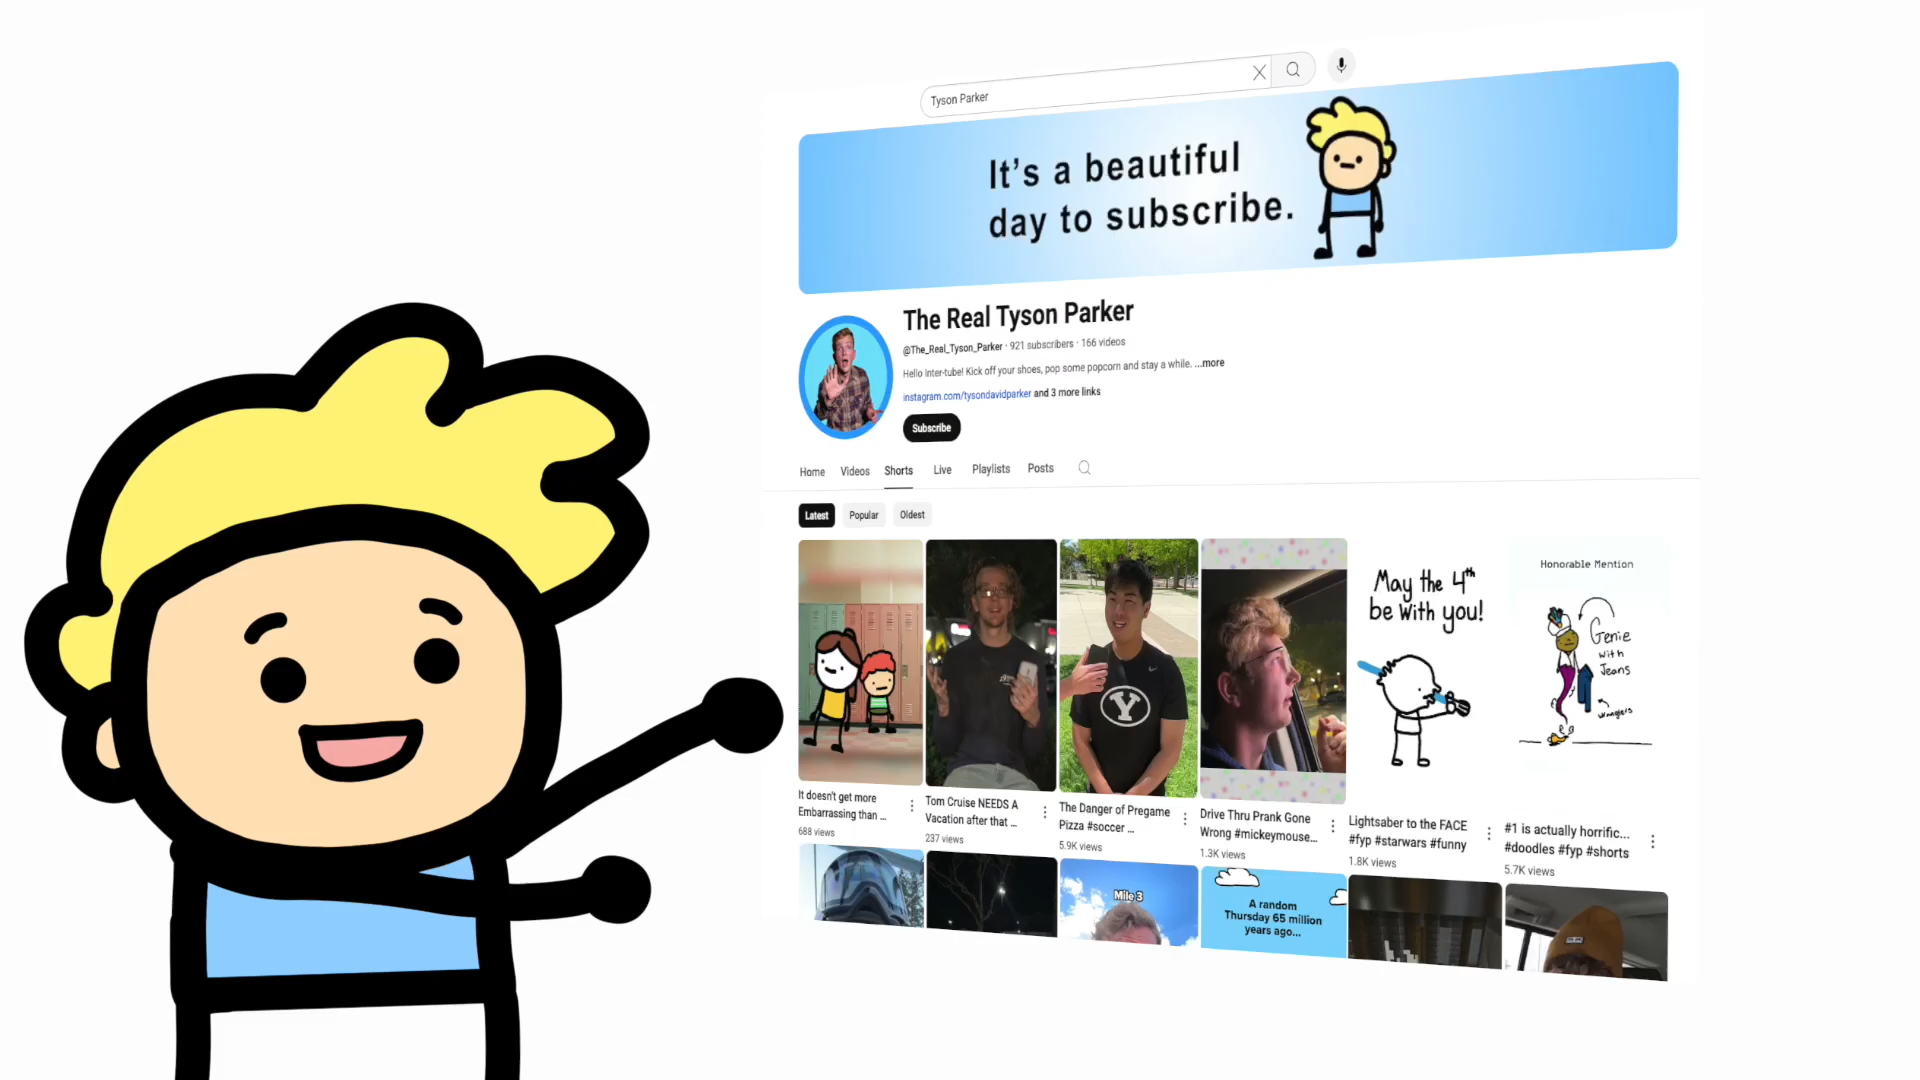 Tyson Parker
It's a beautiful
day to subscribe.
The Real Tyson Parker
@The_Real_Tyson_Parker · 921 subscribers · 166 videos
Hello Inter-tube! Kick off your shoes, pop some popcorn and stay a while. ...more
instagram.com/tysondavidparker and 3 more links
Subscribe
Home Videos Shorts Live Playlists Posts
Latest Popular Oldest
Y
May the 4th
be with you!
Honorable Mention
Genie
with
Jeans
wranglers
It doesn't get more
Embarrassing than ...
688 views
Tom Cruise NEEDS A
Vacation after that ...
237 views
The Danger of Pregame
Pizza #soccer ...
5.9K views
Drive Thru Prank Gone
Wrong #mickeymouse...
1.3K views
Lightsaber to the FACE
#fyp #starwars #funny
1.8K views
#1 is actually horrific...
#doodles #fyp #shorts
5.7K views
Mile 3
A random
Thursday 65 million
years ago...